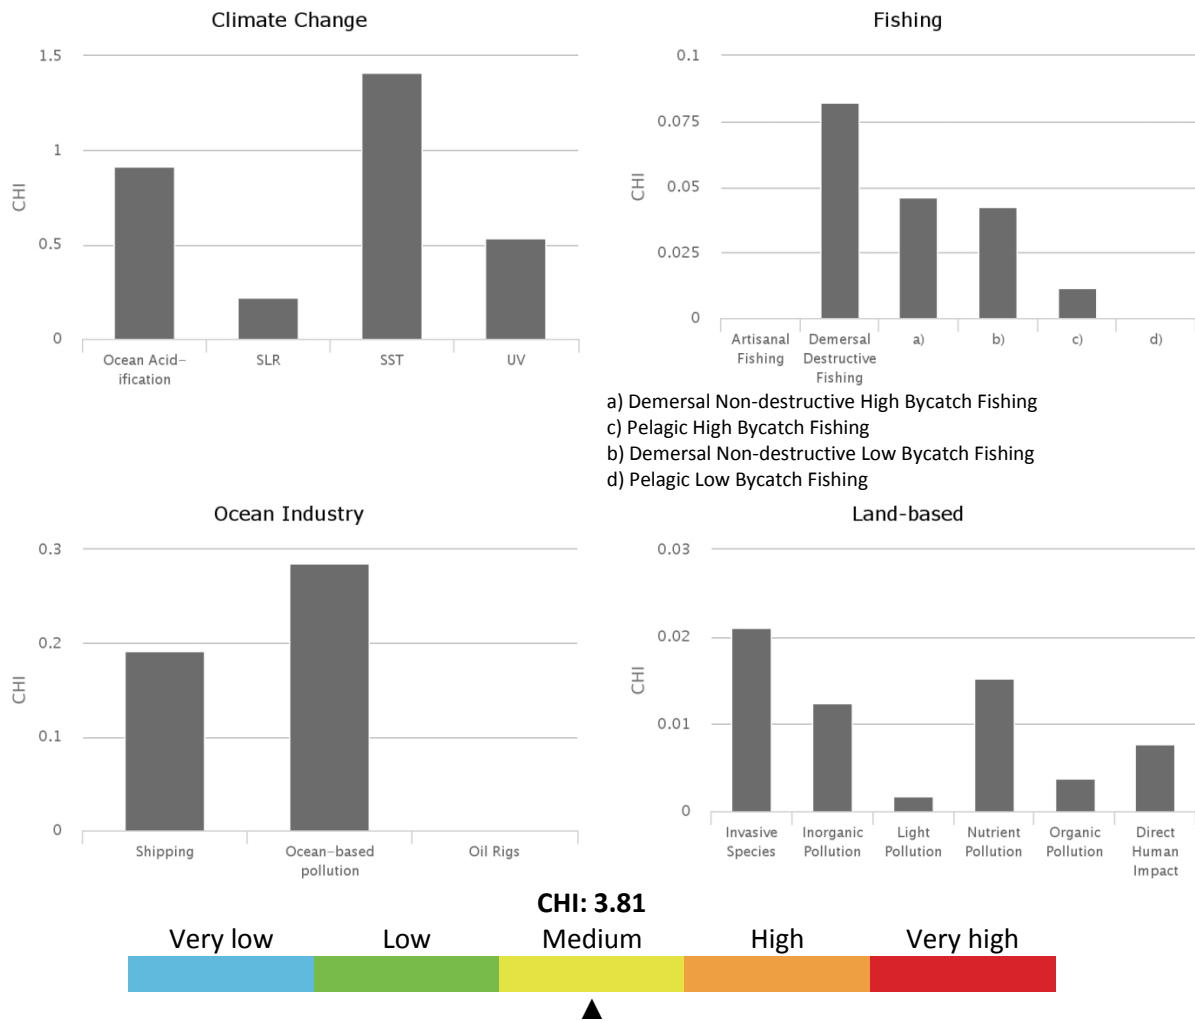 Climate Change
1.5
1
0.5
0
CHI
Ocean Acid–
ification
SLR
SST
UV
Fishing
0.1
0.075
0.05
0.025
0
CHI
Artisanal
Fishing
Demersal
Destructive
Fishing
a)
b)
c)
d)
a) Demersal Non-destructive High Bycatch Fishing
c) Pelagic High Bycatch Fishing
b) Demersal Non-destructive Low Bycatch Fishing
d) Pelagic Low Bycatch Fishing
Ocean Industry
0.3
0.2
0.1
0
CHI
Shipping
Ocean–based
pollution
Oil Rigs
Land-based
0.03
0.02
0.01
0
CHI
Invasive
Species
Inorganic
Pollution
Light
Pollution
Nutrient
Pollution
Organic
Pollution
Direct
Human
Impact
CHI: 3.81
Very low
Low
Medium
High
Very high